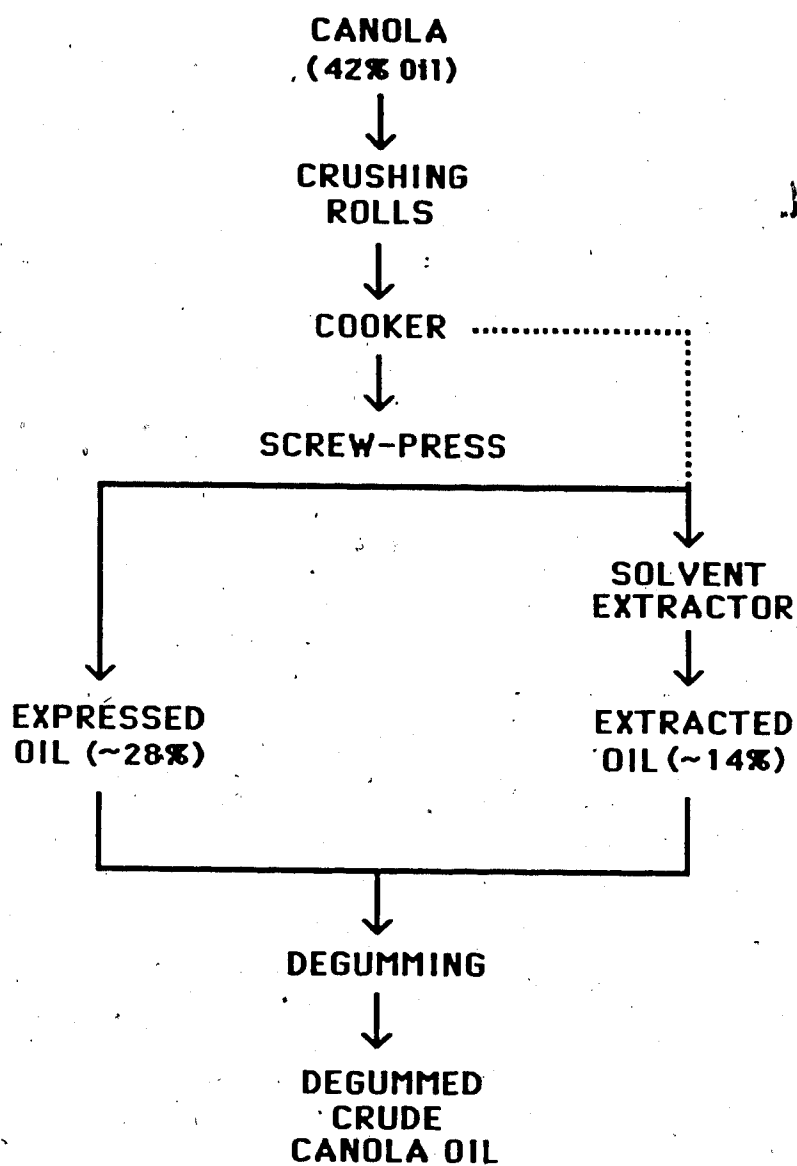 CANOLA
(42% Oil)
CRUSHING
ROLLS
COOKER
SCREW-PRESS
SOLVENT
EXTRACTOR
EXPRESSED
OIL (~28%)
EXTRACTED
OIL (~14%)
DEGUMMING
DEGUMMED
CRUDE
CANOLA OIL